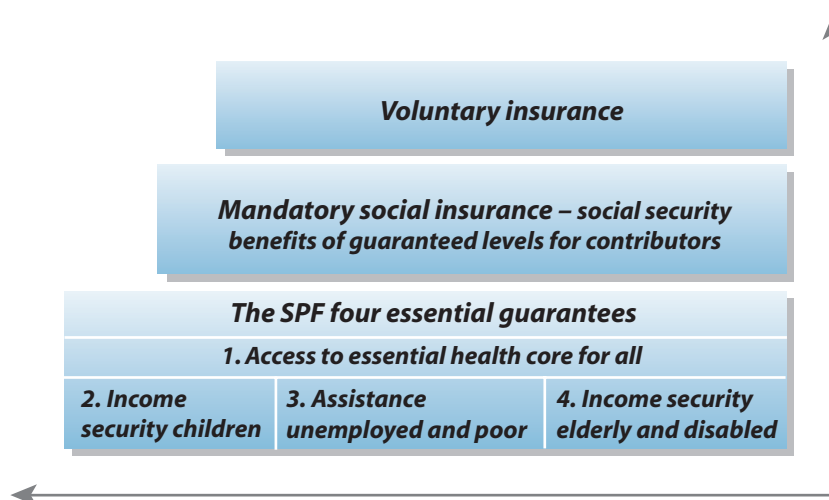 Voluntary insurance
Mandatory social insurance – social security
benefits of guaranteed levels for contributors
The SPF four essential guarantees
1. Access to essential health core for all
2. Income
security children
3. Assistance
unemployed and poor
4. Income security
elderly and disabled